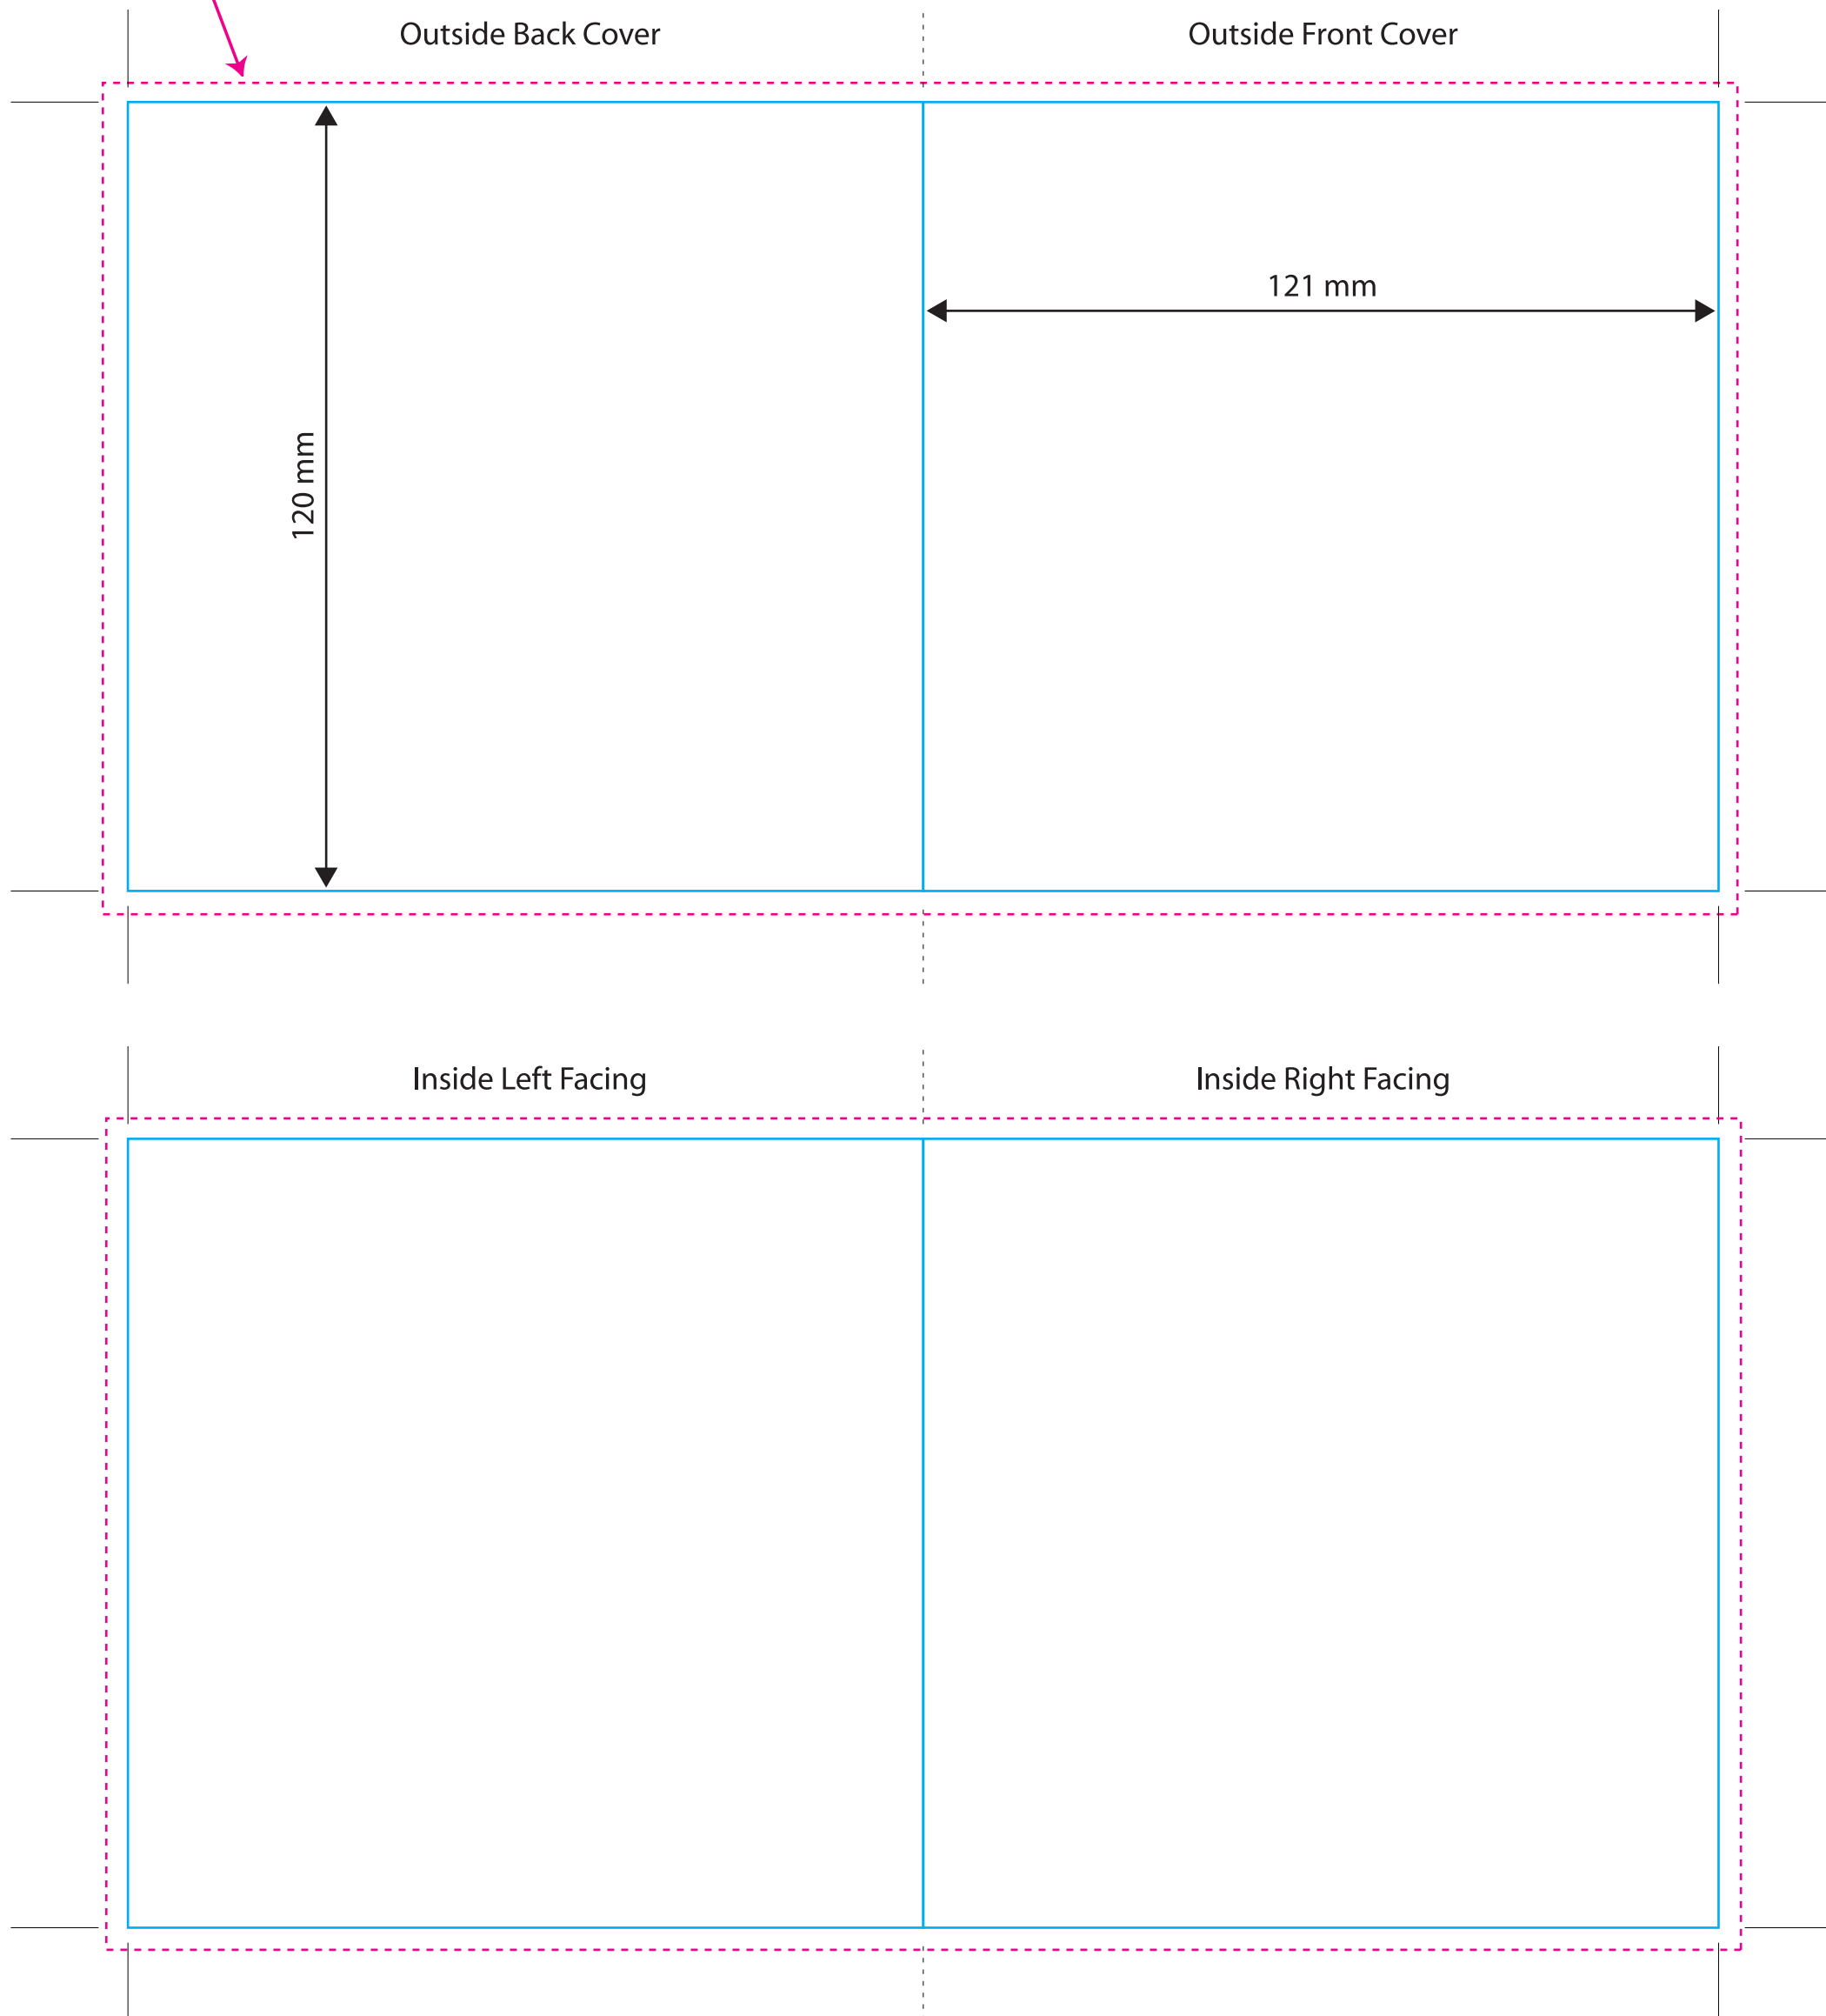 Outside Back Cover
Outside Front Cover
121 mm
120 mm
Inside Left Facing
Inside Right Facing